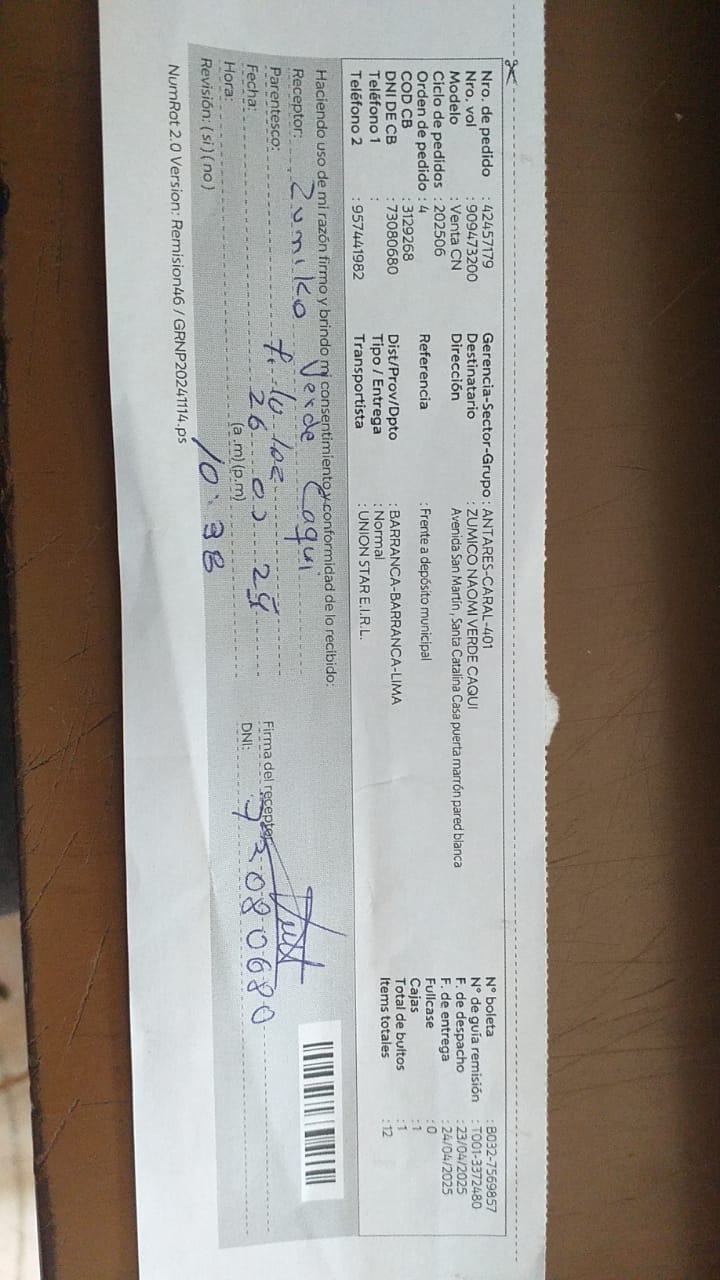 Nro. de pedido : 42457179
Nro. vol : 909473200
Modelo : Venta CN
Ciclo de pedidos : 202506
Orden de pedido : 4
COD CB : 3129268
DNI DE CB : 73080680
Teléfono 1 :
Teléfono 2 : 957441982
Gerencia-Sector-Grupo : ANTARES-CARAL-401
Destinatario : ZUMICO NAOMI VERDE CAQUI
Dirección Avenida San Martín , Santa Catalina Casa puerta marrón pared blanca
Referencia : Frente a depósito municipal
Dist/Prov/Dpto : BARRANCA-BARRANCA-LIMA
Tipo / Entrega : Normal
Transportista : UNION STAR E.I.R.L.
N° boleta : B032-7569857
N° de guía remisión : T001-3372480
F. de despacho : 23/04/2025
F. de entrega : 24/04/2025
Fullcase : 0
Cajas : 1
Total de bultos : 1
Items totales : 12
Haciendo uso de mi razón firmo y brindo mi consentimiento y conformidad de lo recibido:
Receptor: Zumiko Verde Caqui
Parentesco:
Fecha: 26
Hora: (a.m)(p.m) 10:38
Revisión: (si) (no)
Firma del receptor
DNI: 73080680
NumRot 2.0 Version: Remision46 / GRNP20241114.ps